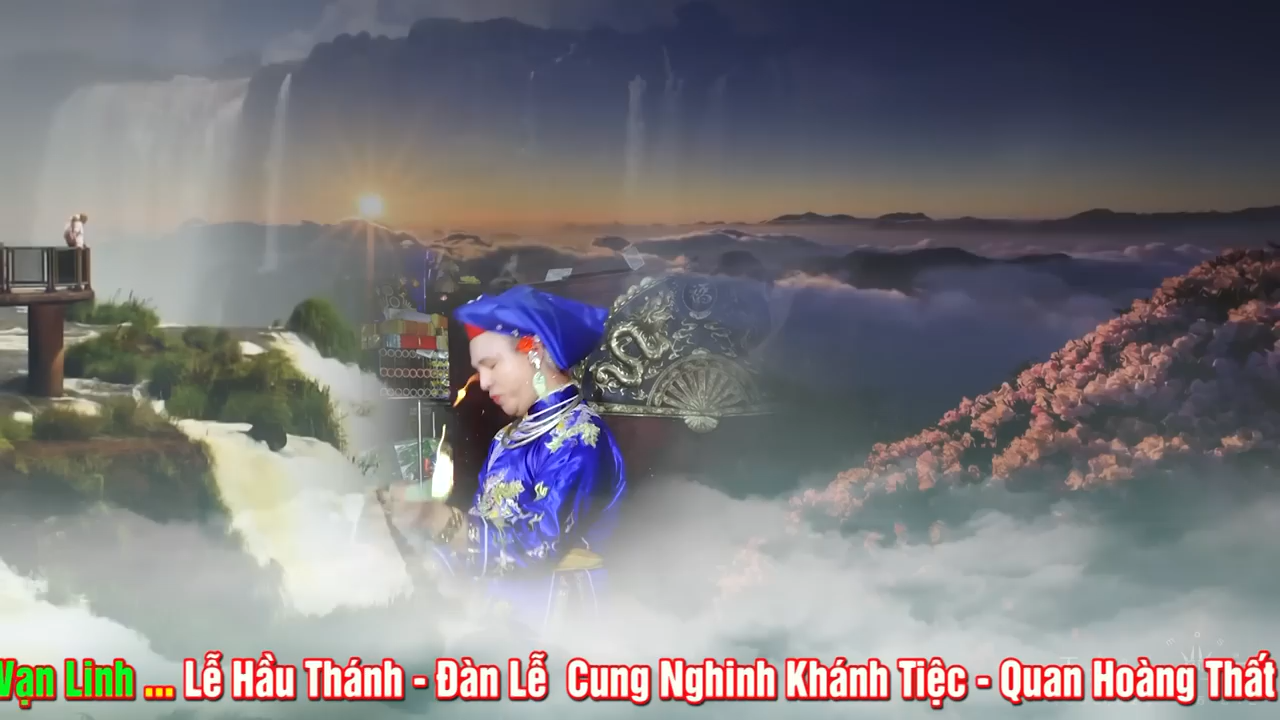 Vạn Linh ... Lễ Hầu Thánh - Đàn Lễ Cung Nghinh Khánh Tiệc - Quan Hoàng Thất